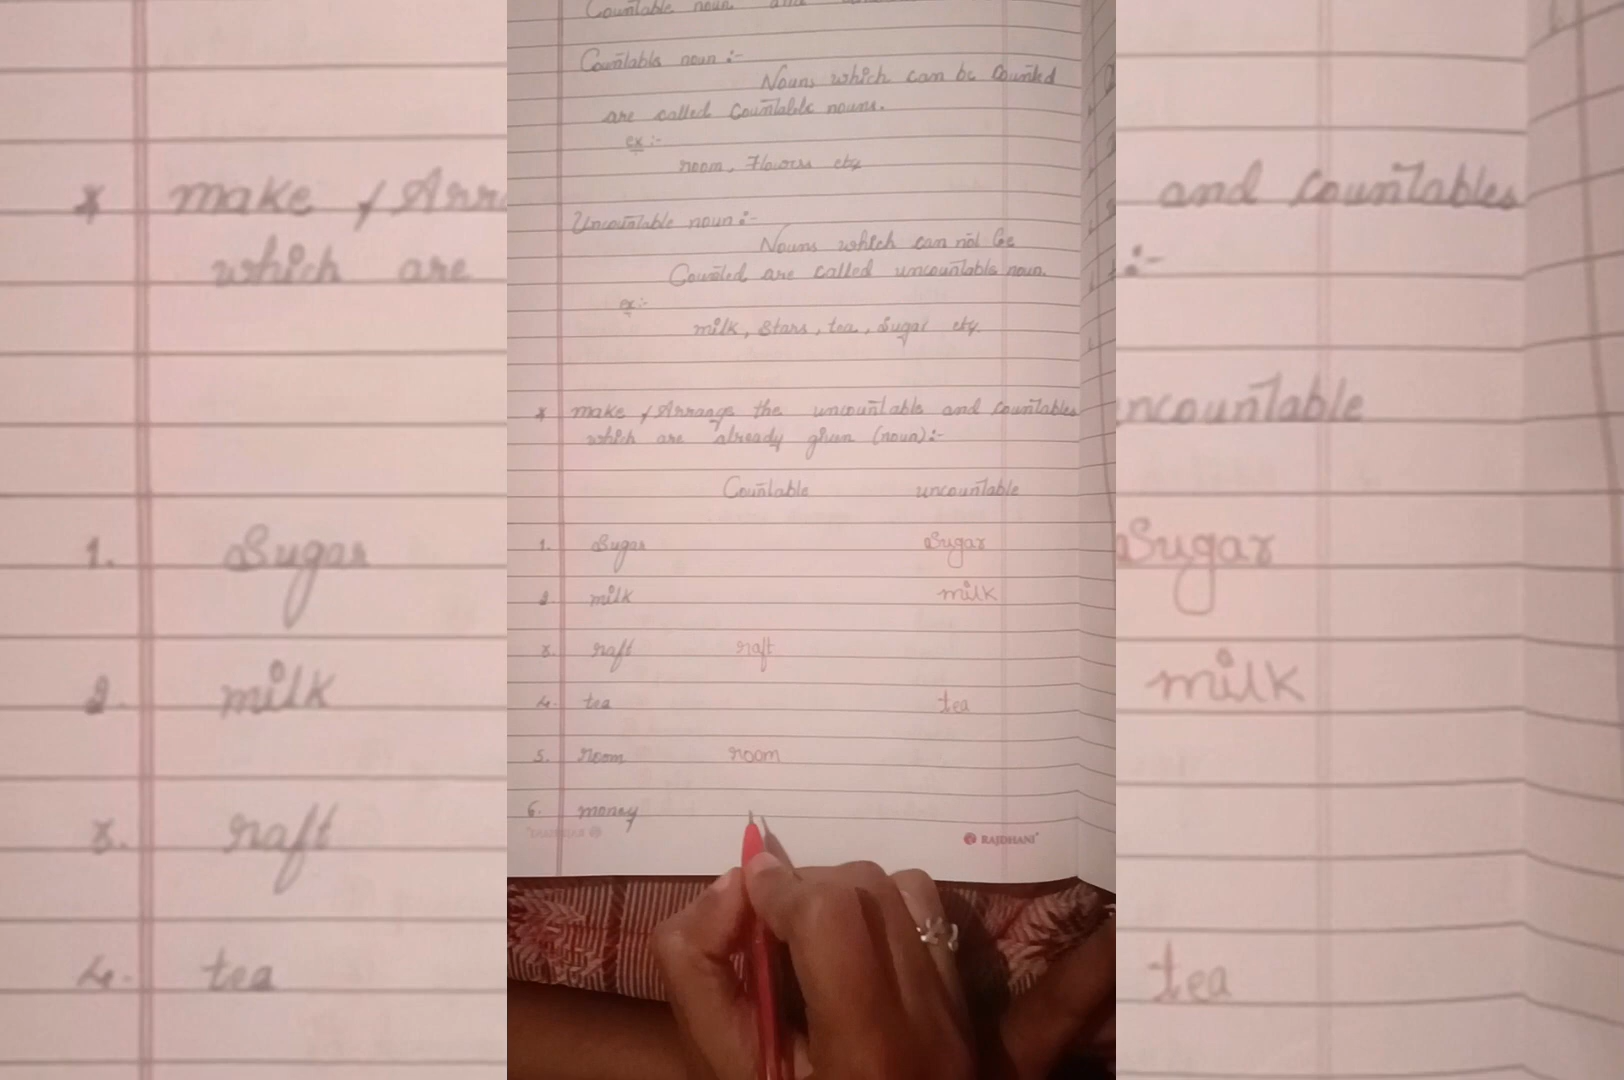 Countable noun and
Countable noun :-
Nouns which can be counted
are called Countable nouns.
ex :-
room, Flowers etc
Uncountable noun :-
Nouns which can not be
Counted are called uncountable noun.
ex :-
milk, Stars, tea, Sugar etc.
* make / Arrange the uncountable and countables
which are already given (noun) :-
Countable uncountable
1. Sugar Sugar
2. milk milk
3. raft raft
4. tea tea
5. room room
6. money
RAJDHANI